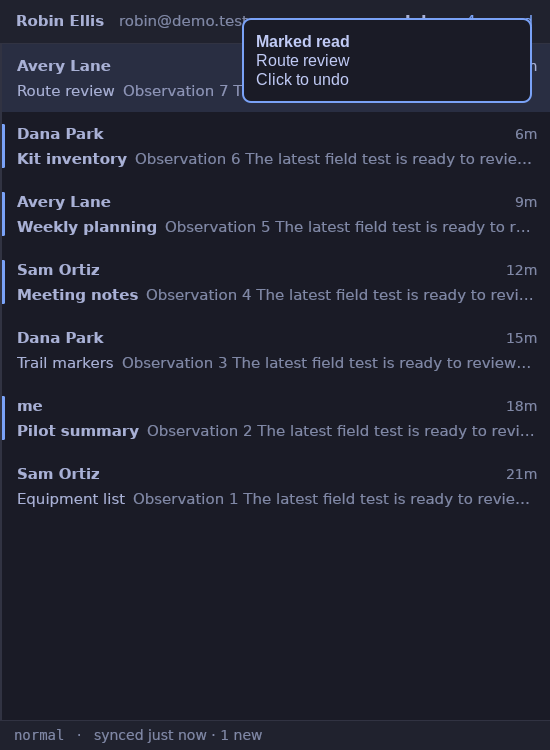 Robin Ellis robin@demo.test
Marked read
Route review
Click to undo
Avery Lane
Route review Observation 7 T
Dana Park 6m
Kit inventory Observation 6 The latest field test is ready to revie…
Avery Lane 9m
Weekly planning Observation 5 The latest field test is ready to r…
Sam Ortiz 12m
Meeting notes Observation 4 The latest field test is ready to revi…
Dana Park 15m
Trail markers Observation 3 The latest field test is ready to review…
me 18m
Pilot summary Observation 2 The latest field test is ready to revi…
Sam Ortiz 21m
Equipment list Observation 1 The latest field test is ready to revie…
normal · synced just now · 1 new